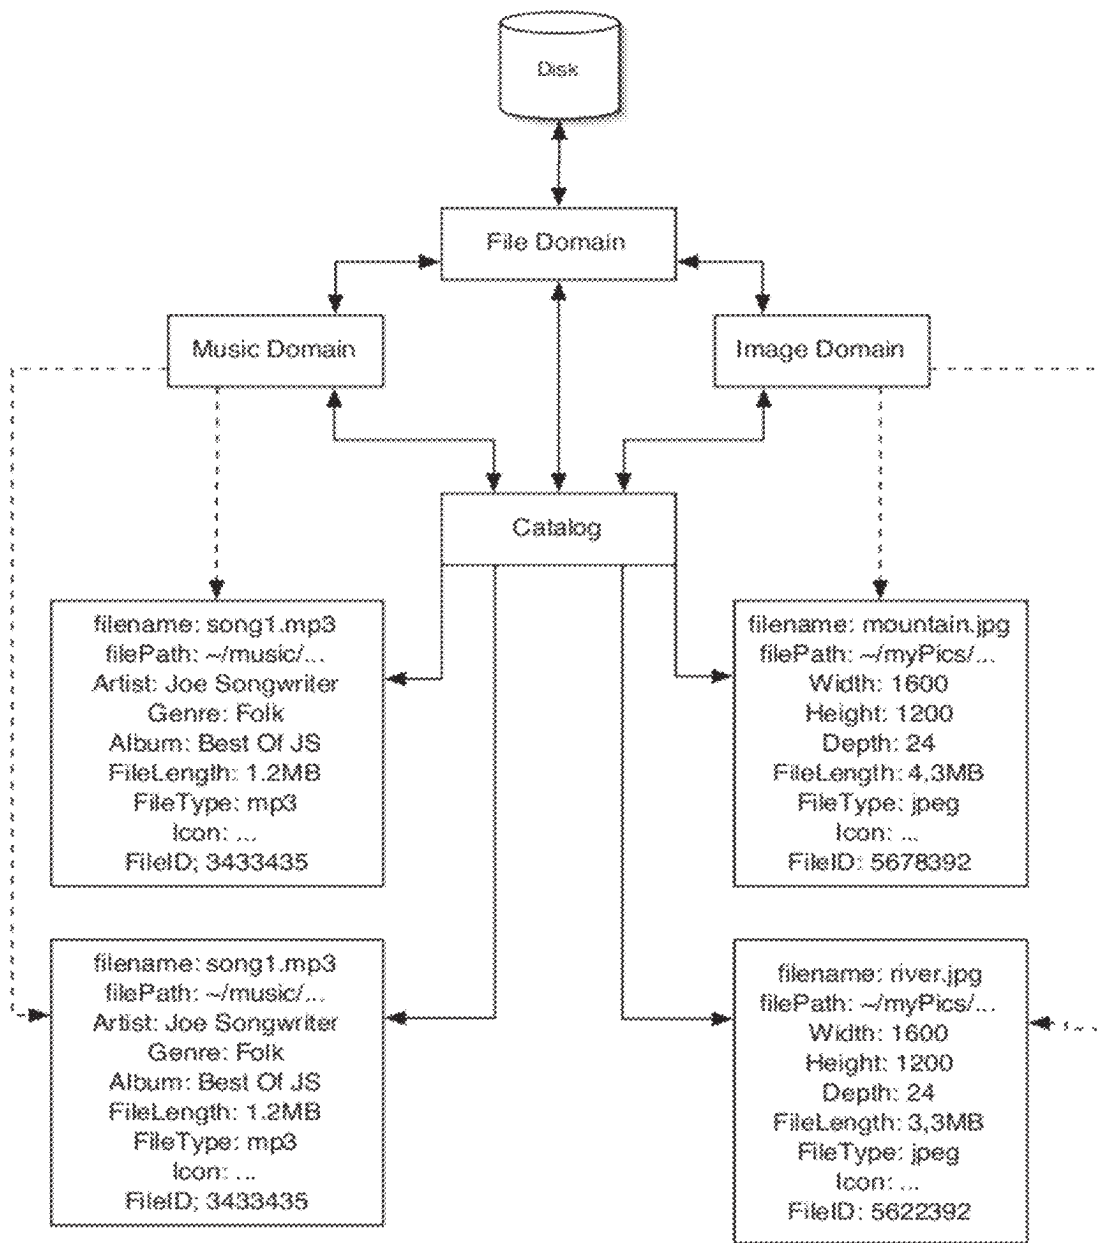 Disk
File Domain
Music Domain
Image Domain
Catalog
filename: song1.mp3
filePath: ~/music/...
Artist: Joe Songwriter
Genre: Folk
Album: Best Of JS
FileLength: 1.2MB
FileType: mp3
Icon: ...
FileID; 3433435
filename: mountain.jpg
filePath: ~/myPics/...
Width: 1600
Height: 1200
Depth: 24
FileLength: 4,3MB
FileType: jpeg
Icon: ...
FileID: 5678392
filename: song1.mp3
filePath: ~/music/...
Artist: Joe Songwriter
Genre: Folk
Album: Best Of JS
FileLength: 1.2MB
FileType: mp3
Icon: ...
FileID; 3433435
filename: river.jpg
filePath: ~/myPics/...
Width: 1600
Height: 1200
Depth: 24
FileLength: 3,3MB
FileType: jpeg
Icon: ...
FileID: 5622392